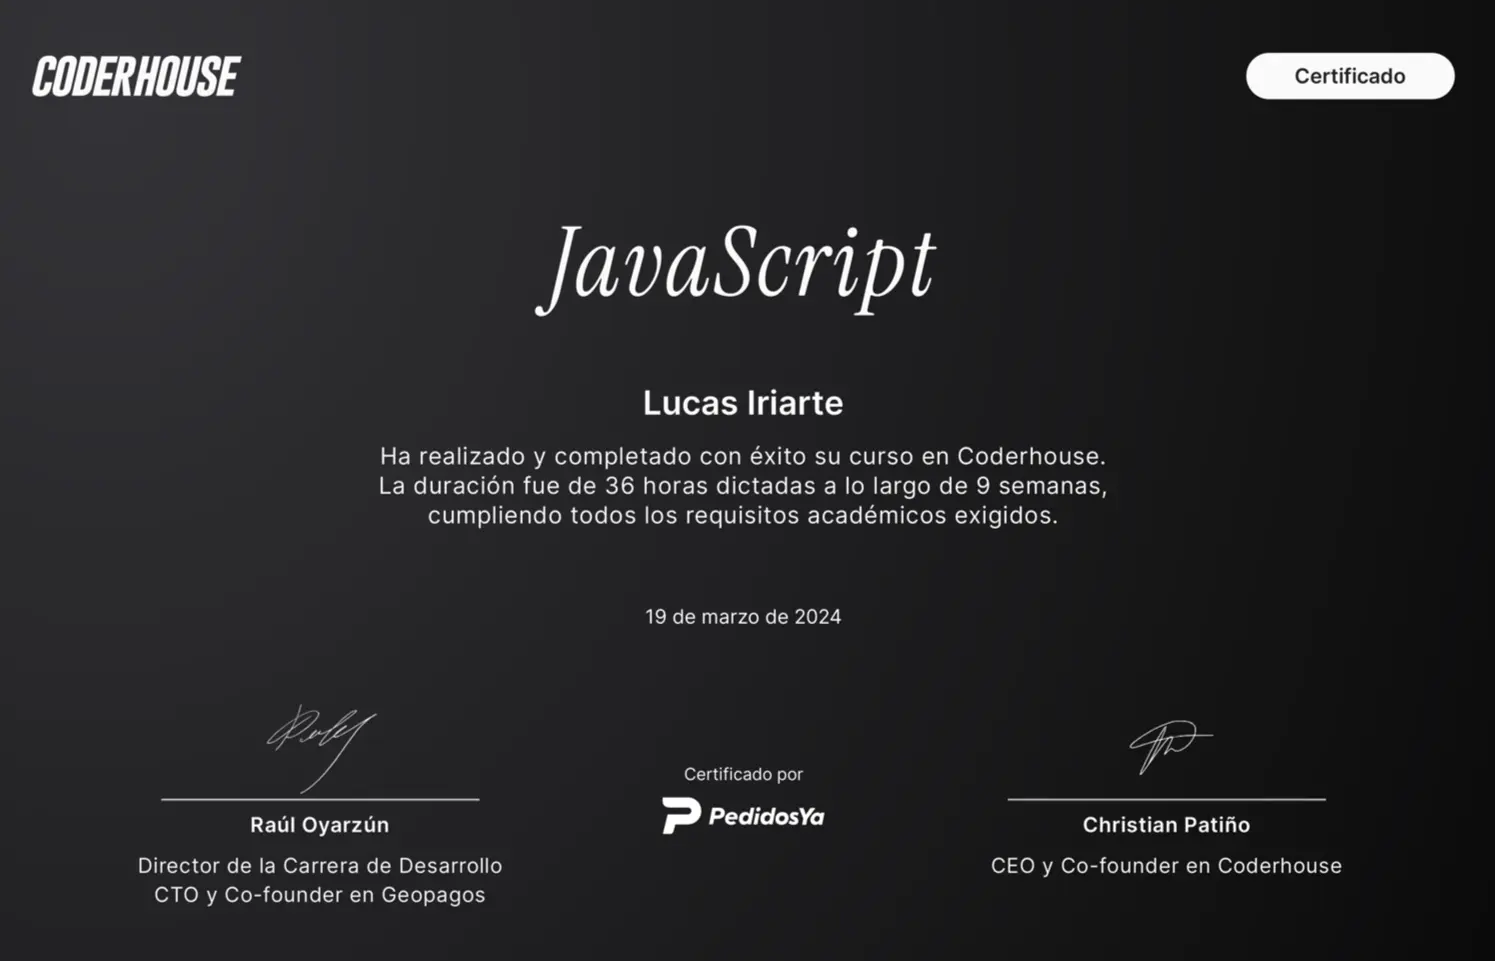 CODERHOUSE
Certificado
JavaScript
Lucas Iriarte
Ha realizado y completado con éxito su curso en Coderhouse.
La duración fue de 36 horas dictadas a lo largo de 9 semanas,
cumpliendo todos los requisitos académicos exigidos.
19 de marzo de 2024
Raúl Oyarzún
Director de la Carrera de Desarrollo
CTO y Co-founder en Geopagos
Certificado por
PedidosYa
Christian Patiño
CEO y Co-founder en Coderhouse